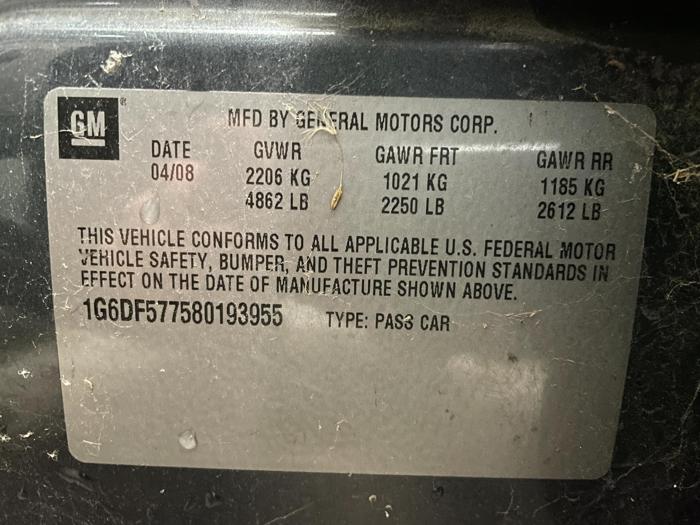 GM® MFD BY GENERAL MOTORS CORP.
DATE GVWR GAWR FRT GAWR RR
04/08 2206 KG 1021 KG 1185 KG
4862 LB 2250 LB 2612 LB
THIS VEHICLE CONFORMS TO ALL APPLICABLE U.S. FEDERAL MOTOR
VEHICLE SAFETY, BUMPER, AND THEFT PREVENTION STANDARDS IN
EFFECT ON THE DATE OF MANUFACTURE SHOWN ABOVE.
1G6DF577580193955 TYPE: PASS CAR